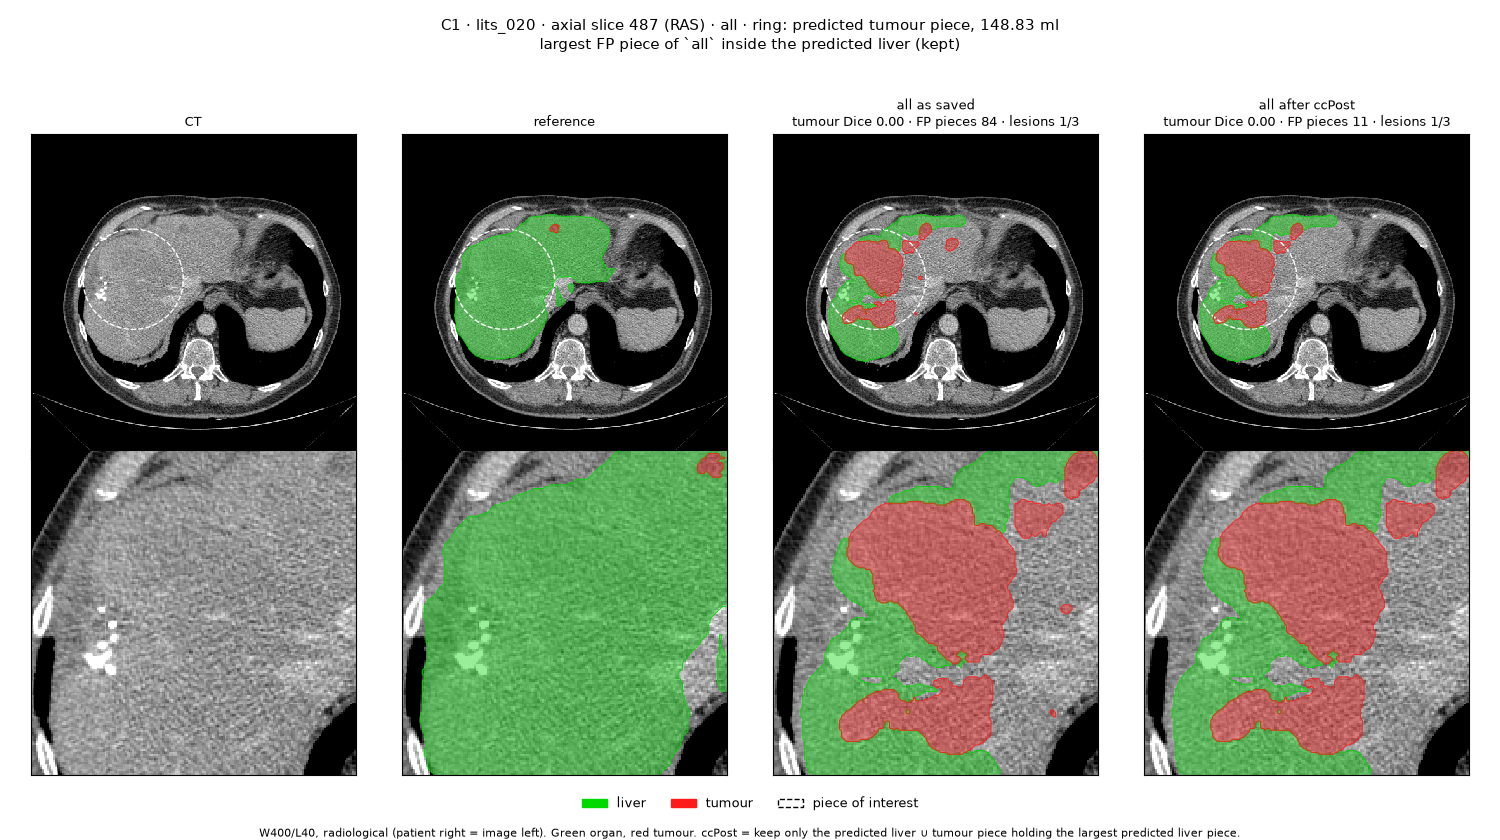 C1 · lits_020 · axial slice 487 (RAS) · all · ring: predicted tumour piece, 148.83 ml
largest FP piece of `all` inside the predicted liver (kept)
CT
reference
all as saved
tumour Dice 0.00 · FP pieces 84 · lesions 1/3
all after ccPost
tumour Dice 0.00 · FP pieces 11 · lesions 1/3
liver
tumour
piece of interest
W400/L40, radiological (patient right = image left). Green organ, red tumour. ccPost = keep only the predicted liver ∪ tumour piece holding the largest predicted liver piece.